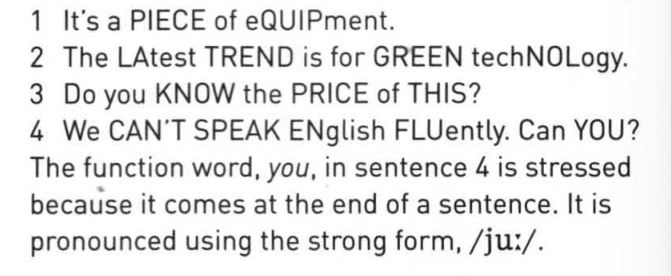 1 It's a PIECE of eQUIPment.
2 The LAtest TREND is for GREEN techNOLogy.
3 Do you KNOW the PRICE of THIS?
4 We CAN'T SPEAK ENglish FLUently. Can YOU?
The function word, you, in sentence 4 is stressed
because it comes at the end of a sentence. It is
pronounced using the strong form, /juː/.